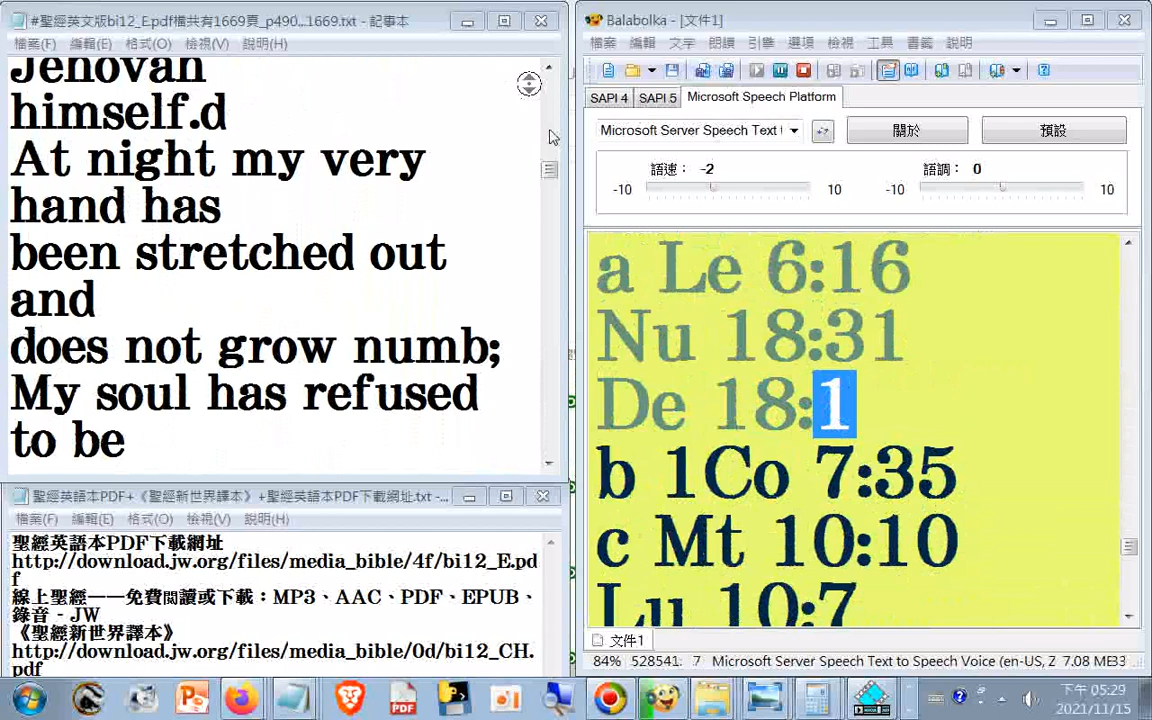 #聖經英文版bi12_E.pdf檔共有1669頁_p490...1669.txt - 記事本
檔案(F) 編輯(E) 格式(O) 檢視(V) 說明(H)
Jehovah
himself.d
At night my very
hand has
been stretched out
and
does not grow numb;
My soul has refused
to be
聖經英語本PDF+《聖經新世界譯本》+聖經英語本PDF下載網址.txt -...
檔案(F) 編輯(E) 格式(O) 檢視(V) 說明(H)
聖經英語本PDF下載網址
http://download.jw.org/files/media_bible/4f/bi12_E.pd
f
線上聖經——免費閱讀或下載：MP3、AAC、PDF、EPUB、
錄音 - JW
《聖經新世界譯本》
http://download.jw.org/files/media_bible/0d/bi12_CH.
pdf
Balabolka - [文件1]
檔案 編輯 文字 朗讀 引擎 選項 檢視 工具 書籤 說明
SAPI 4 SAPI 5 Microsoft Speech Platform
Microsoft Server Speech Text 關於 預設
語速： -2 語調： 0
-10 10 -10 10
a Le 6:16
Nu 18:31
De 18:1
b 1Co 7:35
c Mt 10:10
Lu 10:7
文件1
84% 528541: 7 Microsoft Server Speech Text to Speech Voice (en-US, Z 7.08 ME33
下午 05:29
2021/11/15